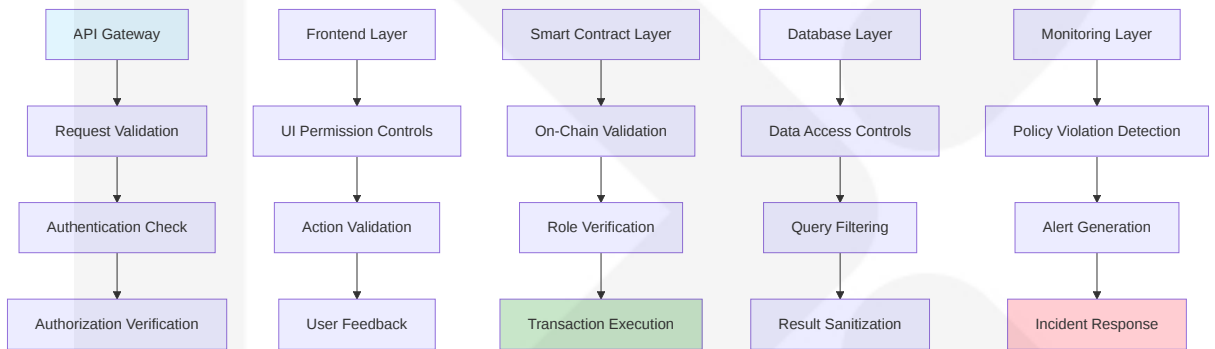 API Gateway
Frontend Layer
Smart Contract Layer
Database Layer
Monitoring Layer
Request Validation
UI Permission Controls
On-Chain Validation
Data Access Controls
Policy Violation Detection
Authentication Check
Action Validation
Role Verification
Query Filtering
Alert Generation
Authorization Verification
User Feedback
Transaction Execution
Result Sanitization
Incident Response